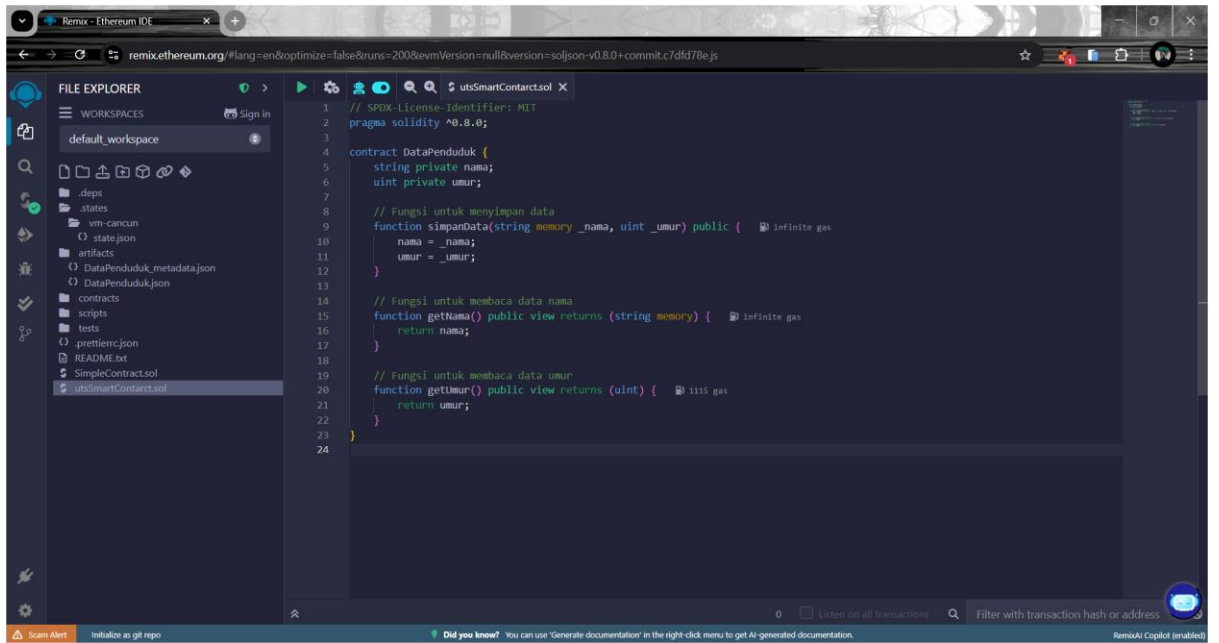 Remix - Ethereum IDE
remix.ethereum.org/#lang=en&optimize=false&runs=200&evmVersion=null&version=soljson-v0.8.0+commit.c7dfd78e.js
1
FILE EXPLORER
WORKSPACES
Sign in
default_workspace
.deps
.states
vm-cancun
state.json
artifacts
DataPenduduk_metadata.json
DataPenduduk.json
contracts
scripts
tests
.prettierrc.json
README.txt
SimpleContract.sol
utsSmartContarct.sol
utsSmartContarct.sol
1 // SPDX-License-Identifier: MIT
2 pragma solidity ^0.8.0;
3
4 contract DataPenduduk {
5 string private nama;
6 uint private umur;
7
8 // Fungsi untuk menyimpan data
9 function simpanData(string memory _nama, uint _umur) public { infinite gas
10 nama = _nama;
11 umur = _umur;
12 }
13
14 // Fungsi untuk membaca data nama
15 function getNama() public view returns (string memory) { infinite gas
16 return nama;
17 }
18
19 // Fungsi untuk membaca data umur
20 function getUmur() public view returns (uint) { 1115 gas
21 return umur;
22 }
23 }
24
0 Listen on all transactions Filter with transaction hash or address
Scam Alert Initialize as git repo Did you know? You can use 'Generate documentation' in the right-click menu to get AI-generated documentation. RemixAI Copilot (enabled)